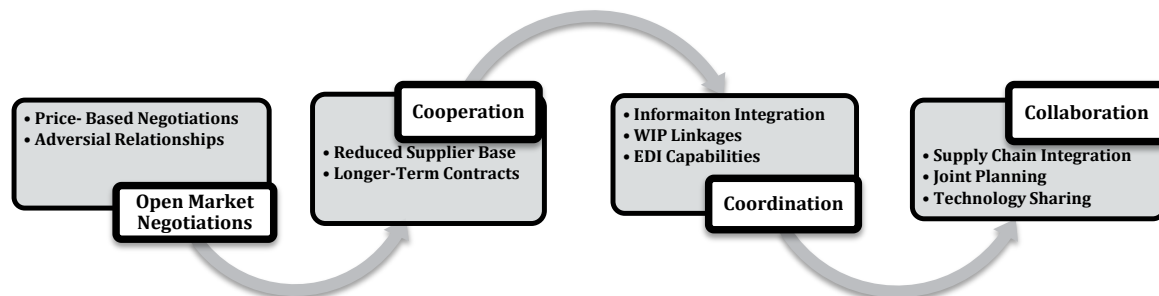 • Price- Based Negotiations
• Adversial Relationships
Open Market
Negotiations
Cooperation
• Reduced Supplier Base
• Longer-Term Contracts
• Informaiton Integration
• WIP Linkages
• EDI Capabilities
Coordination
Collaboration
• Supply Chain Integration
• Joint Planning
• Technology Sharing